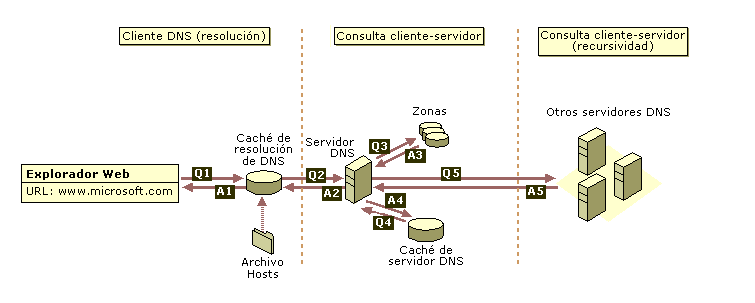 Cliente DNS (resolución)
Consulta cliente-servidor
Consulta cliente-servidor
(recursividad)
Zonas
Otros servidores DNS
Caché de
resolución
de DNS
Servidor
DNS
Q3
A3
Explorador Web
URL: www.microsoft.com
Q1
A1
Q2
A2
Q5
A5
A4
Q4
Archivo
Hosts
Caché de
servidor DNS